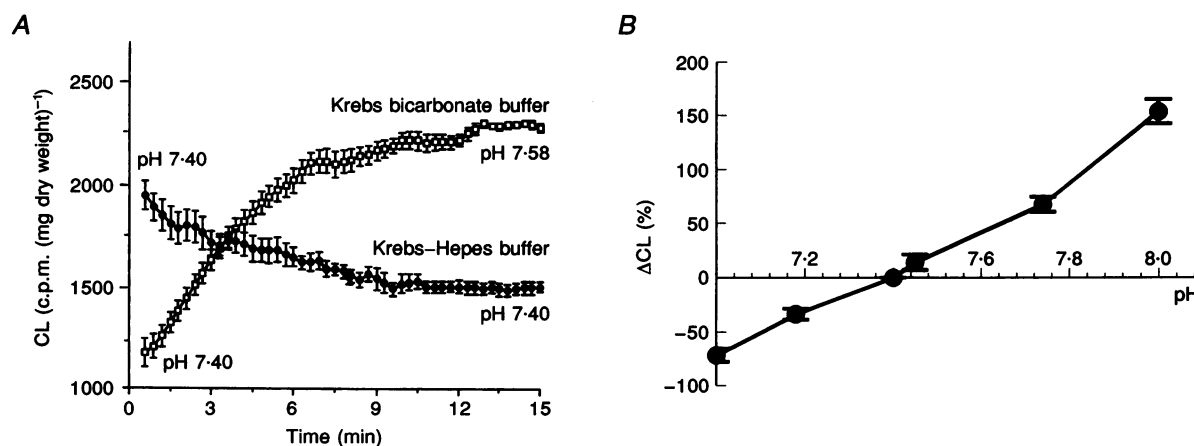 A
CL (c.p.m. (mg dry weight)⁻¹)
2500
2000
1500
1000
Krebs bicarbonate buffer
pH 7·58
pH 7·40
Krebs–Hepes buffer
pH 7·40
pH 7·40
0
3
6
9
12
15
Time (min)
B
ΔCL (%)
200
150
100
50
0
−50
−100
7·2
7·6
7·8
8·0
pH